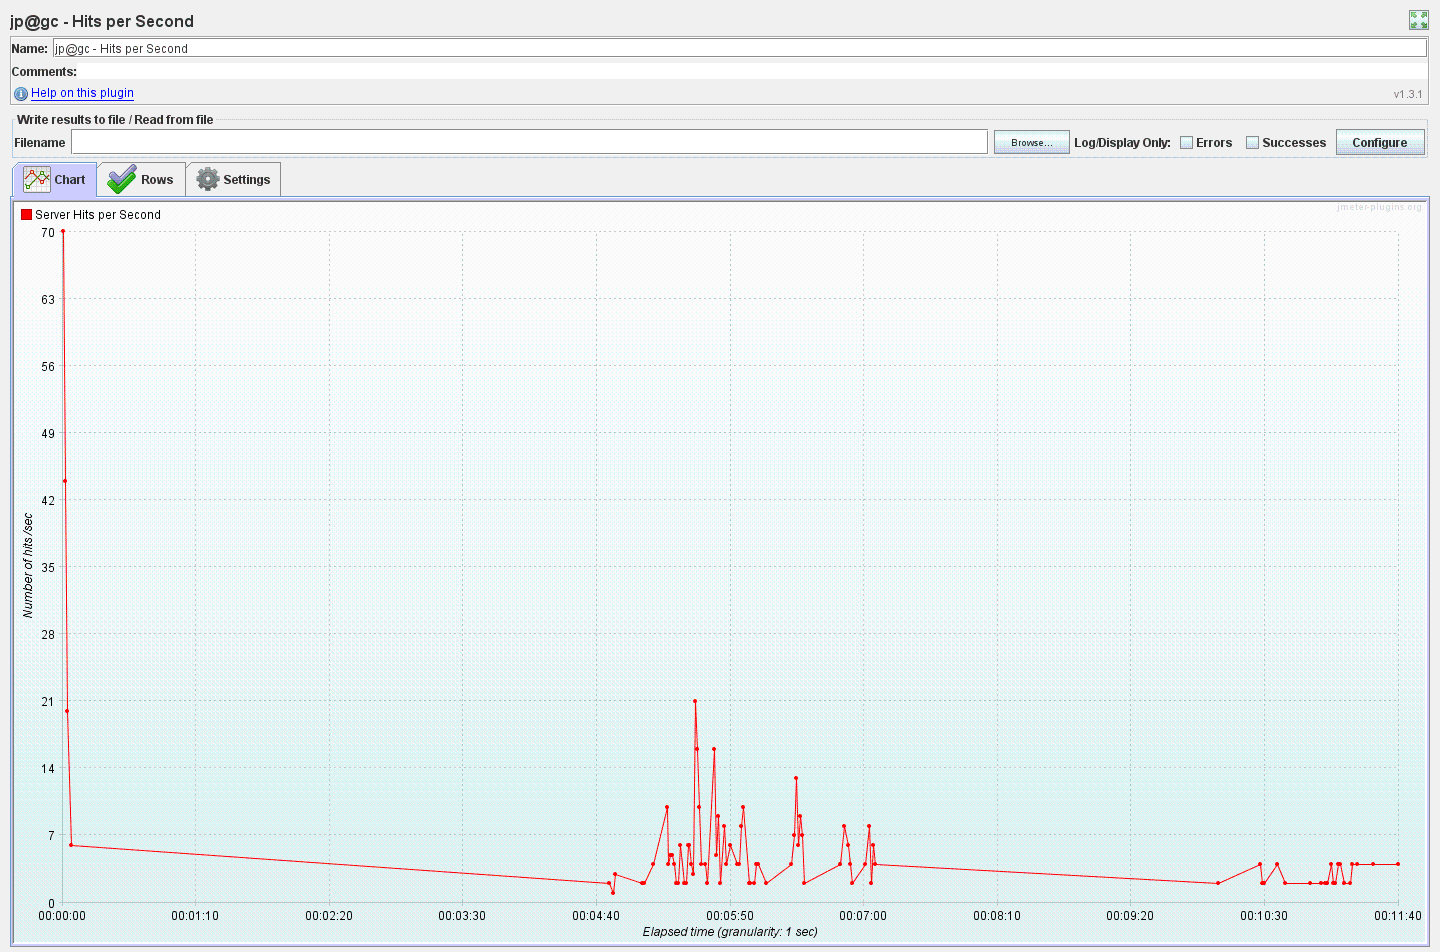 jp@gc - Hits per Second
Name: jp@gc - Hits per Second
Comments:
Help on this plugin
v1.3.1
Write results to file / Read from file
Filename Browse... Log/Display Only: Errors Successes Configure
Chart Rows Settings
Server Hits per Second
jmeter-plugins.org
70
63
56
49
42
35
28
21
14
7
0
Number of hits /sec
00:00:00 00:01:10 00:02:20 00:03:30 00:04:40 00:05:50 00:07:00 00:08:10 00:09:20 00:10:30 00:11:40
Elapsed time (granularity: 1 sec)